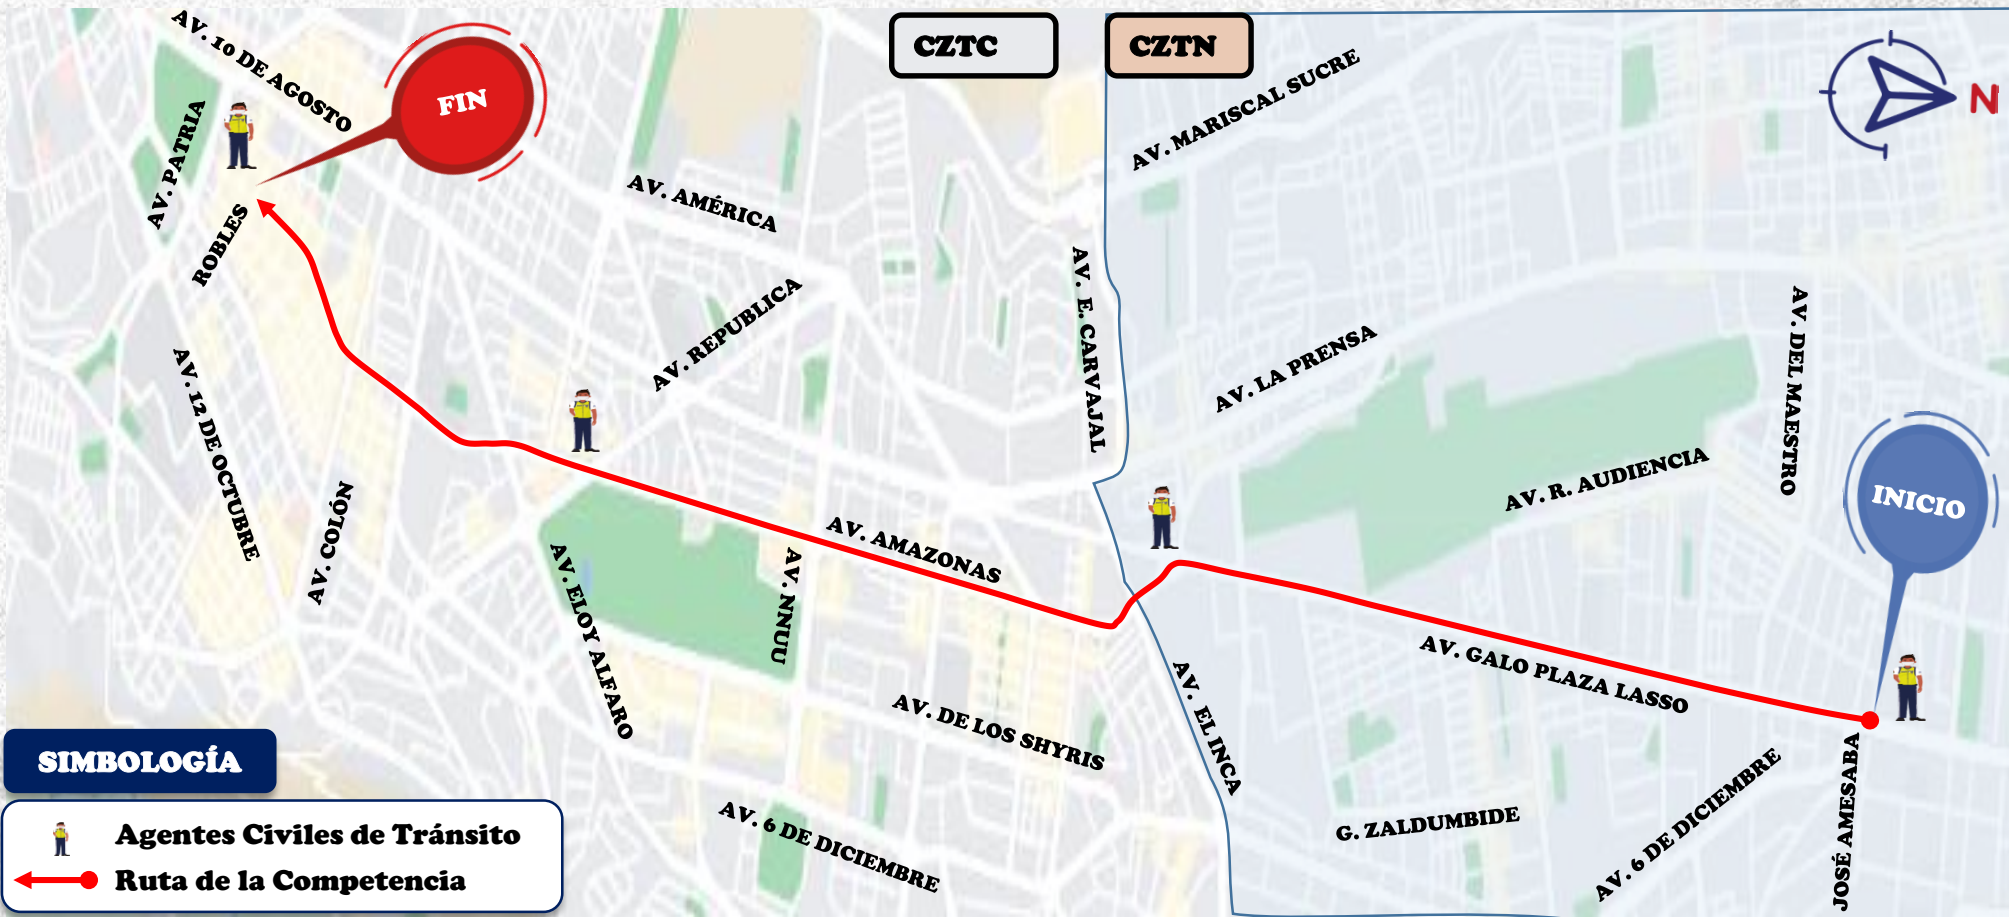 AV. 10 DE AGOSTO
FIN
CZTC
CZTN
N
AV. MARISCAL SUCRE
AV. PATRIA
ROBLES
AV. AMÉRICA
AV. REPUBLICA
AV. E. CARVAJAL
AV. LA PRENSA
AV. DEL MAESTRO
AV. R. AUDIENCIA
INICIO
AV. 12 DE OCTUBRE
AV. COLÓN
AV. ELOY ALFARO
AV. NNUU
AV. AMAZONAS
AV. GALO PLAZA LASSO
AV. EL INCA
AV. DE LOS SHYRIS
AV. 6 DE DICIEMBRE
G. ZALDUMBIDE
AV. 6 DE DICIEMBRE
JOSÉ AMESABA
SIMBOLOGÍA
Agentes Civiles de Tránsito
Ruta de la Competencia